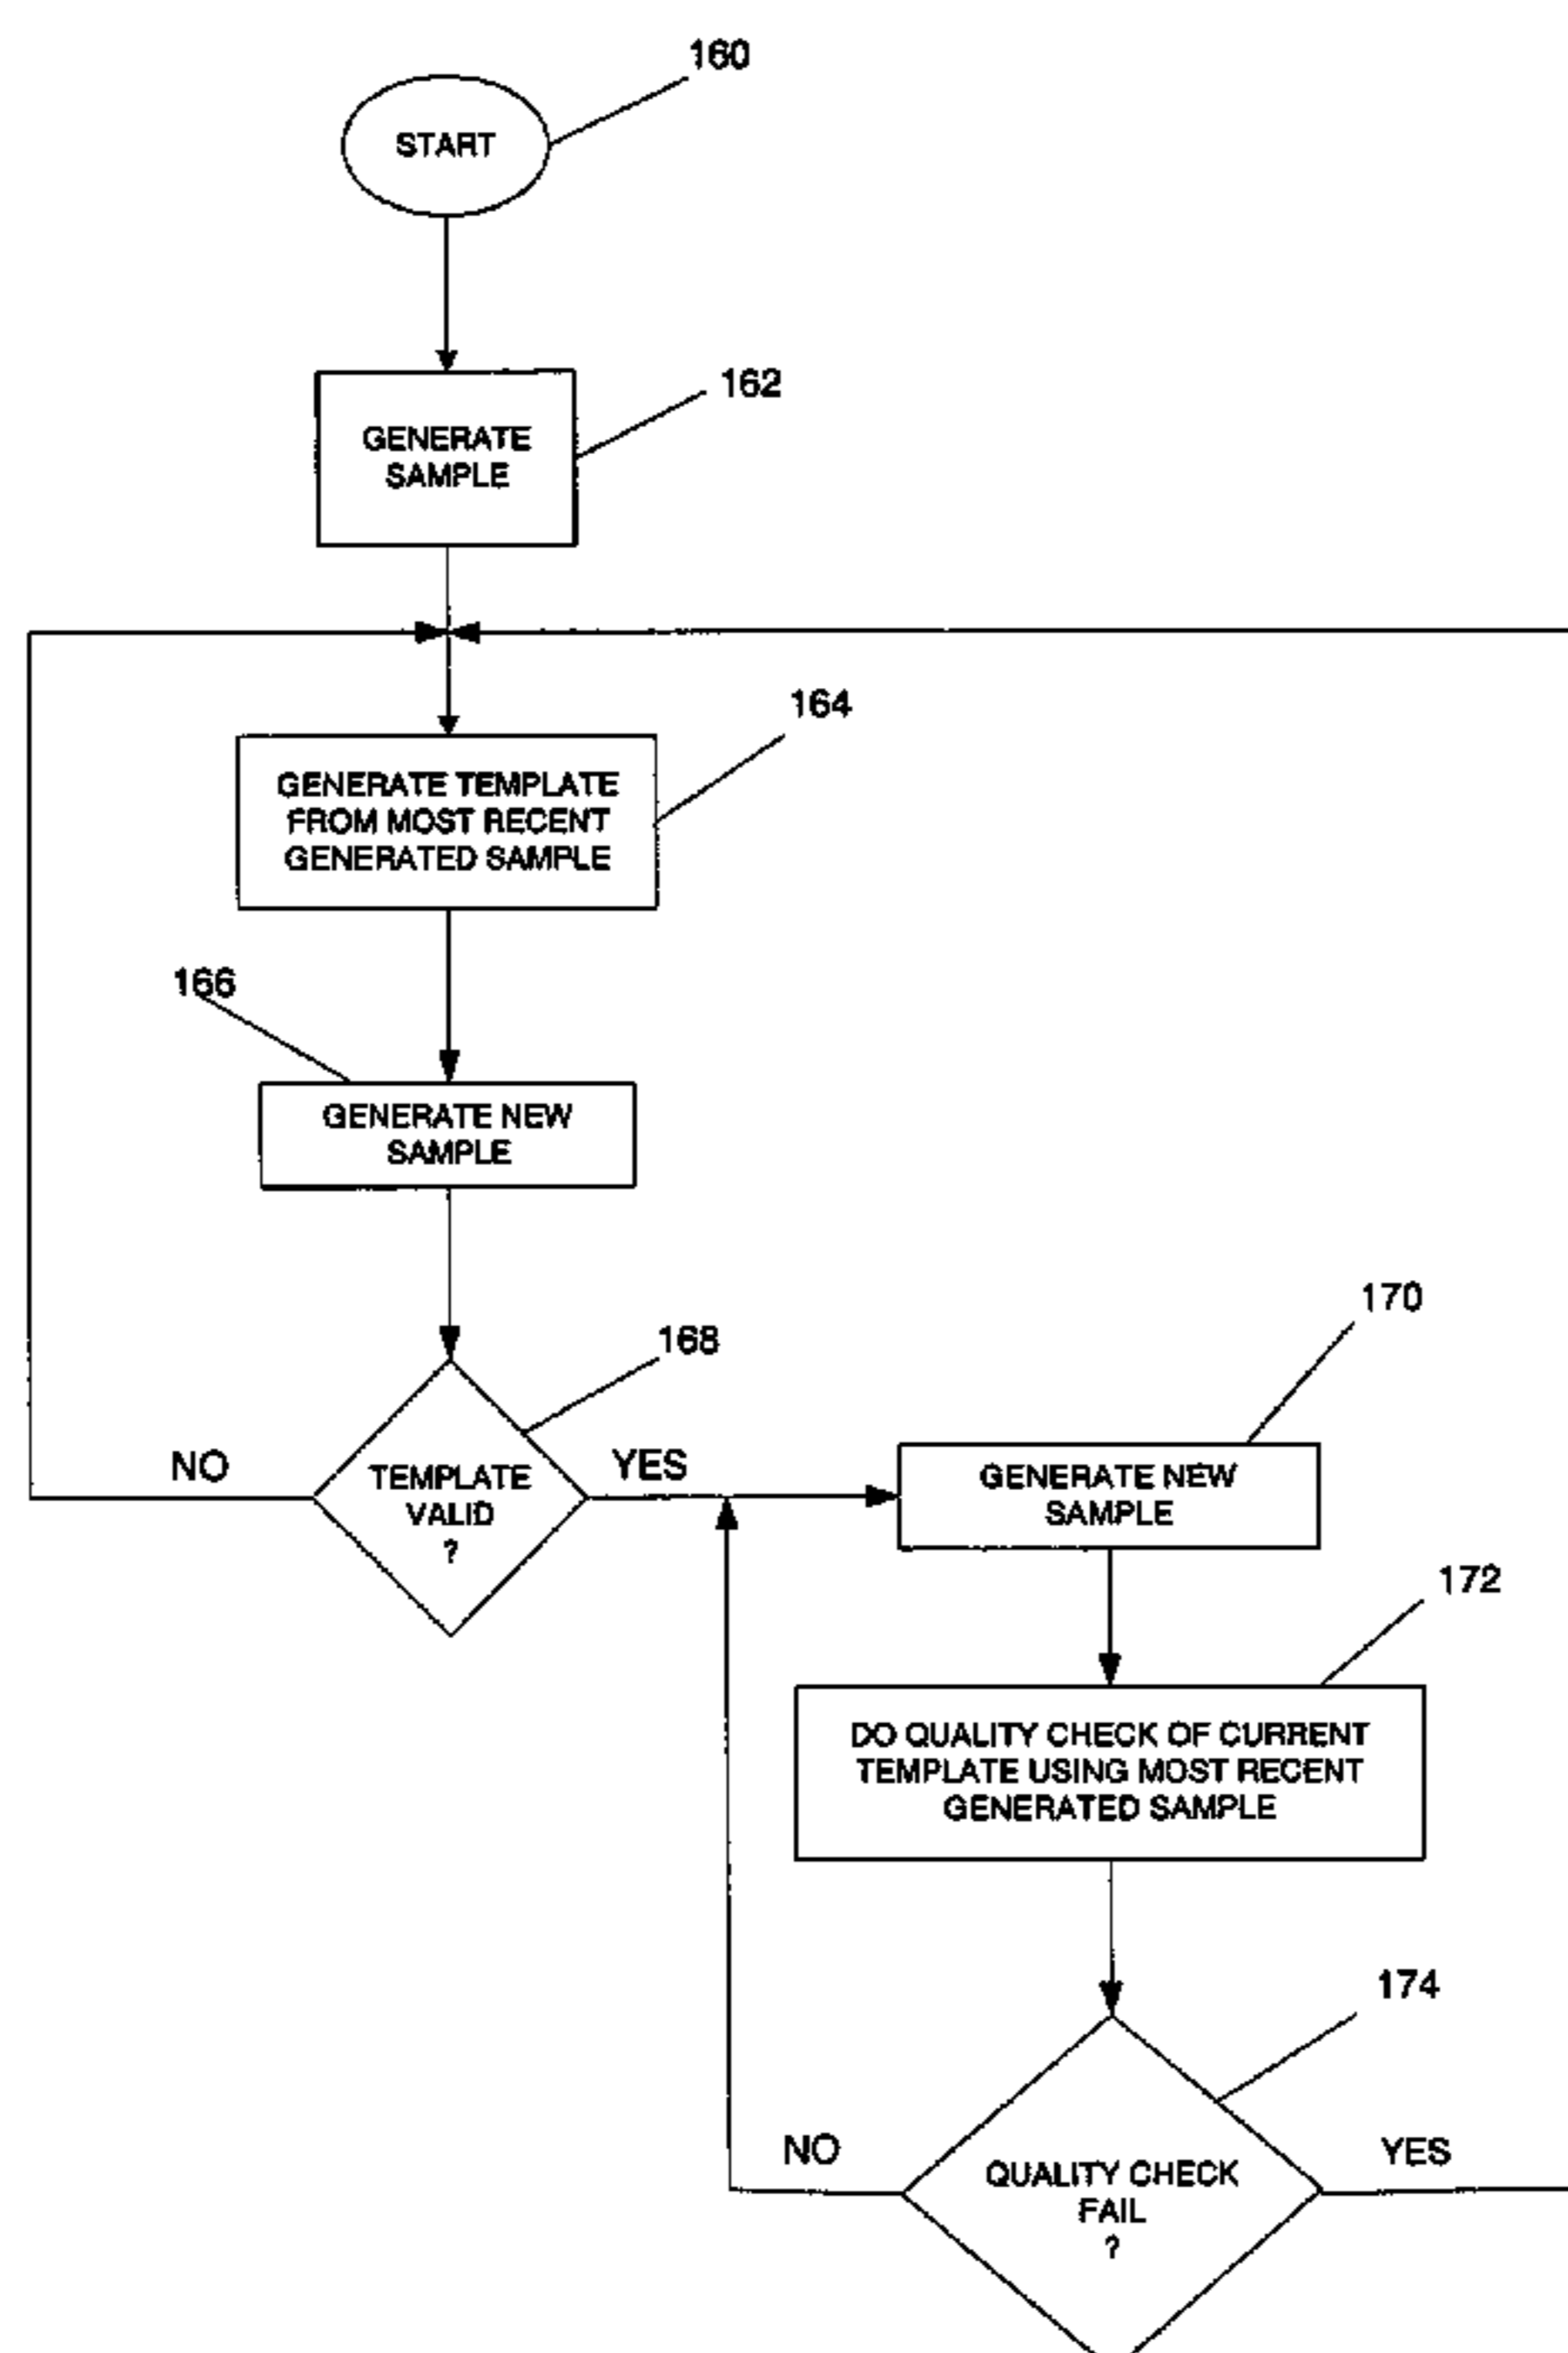 160
START
162
GENERATE
SAMPLE
164
GENERATE TEMPLATE
FROM MOST RECENT
GENERATED SAMPLE
166
GENERATE NEW
SAMPLE
168
TEMPLATE
VALID
?
NO
YES
170
GENERATE NEW
SAMPLE
172
DO QUALITY CHECK OF CURRENT
TEMPLATE USING MOST RECENT
GENERATED SAMPLE
174
QUALITY CHECK
FAIL
?
NO
YES